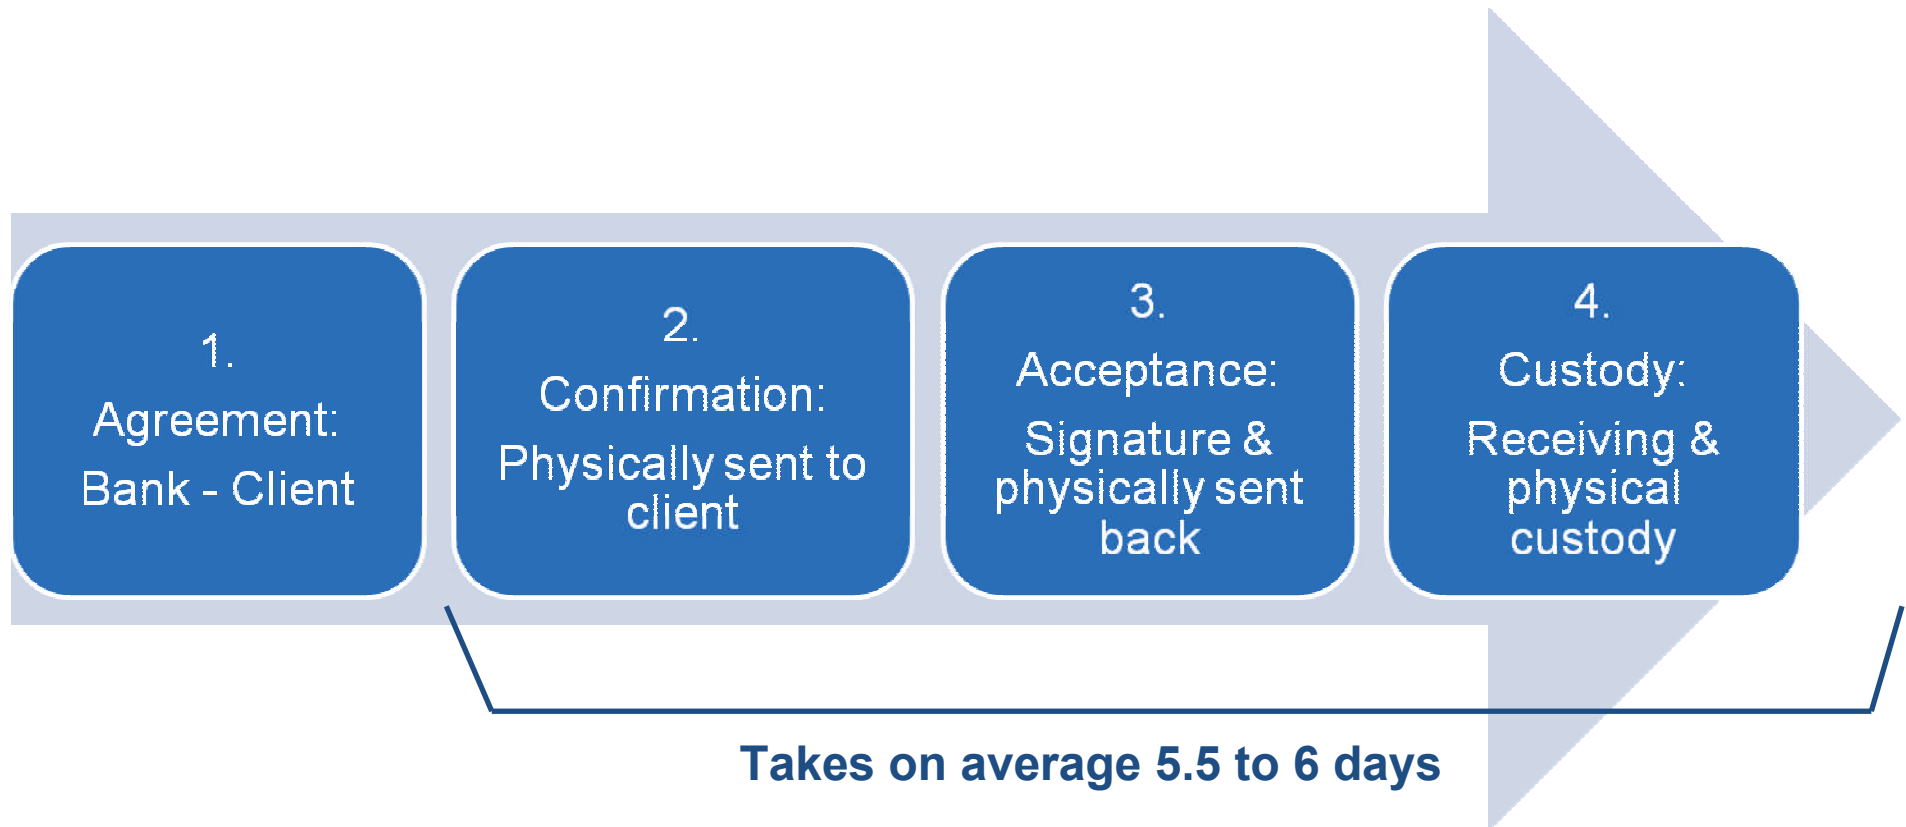 1.
Agreement:
Bank - Client
2.
Confirmation:
Physically sent to
client
3.
Acceptance:
Signature &
physically sent
back
4.
Custody:
Receiving &
physical
custody
Takes on average 5.5 to 6 days